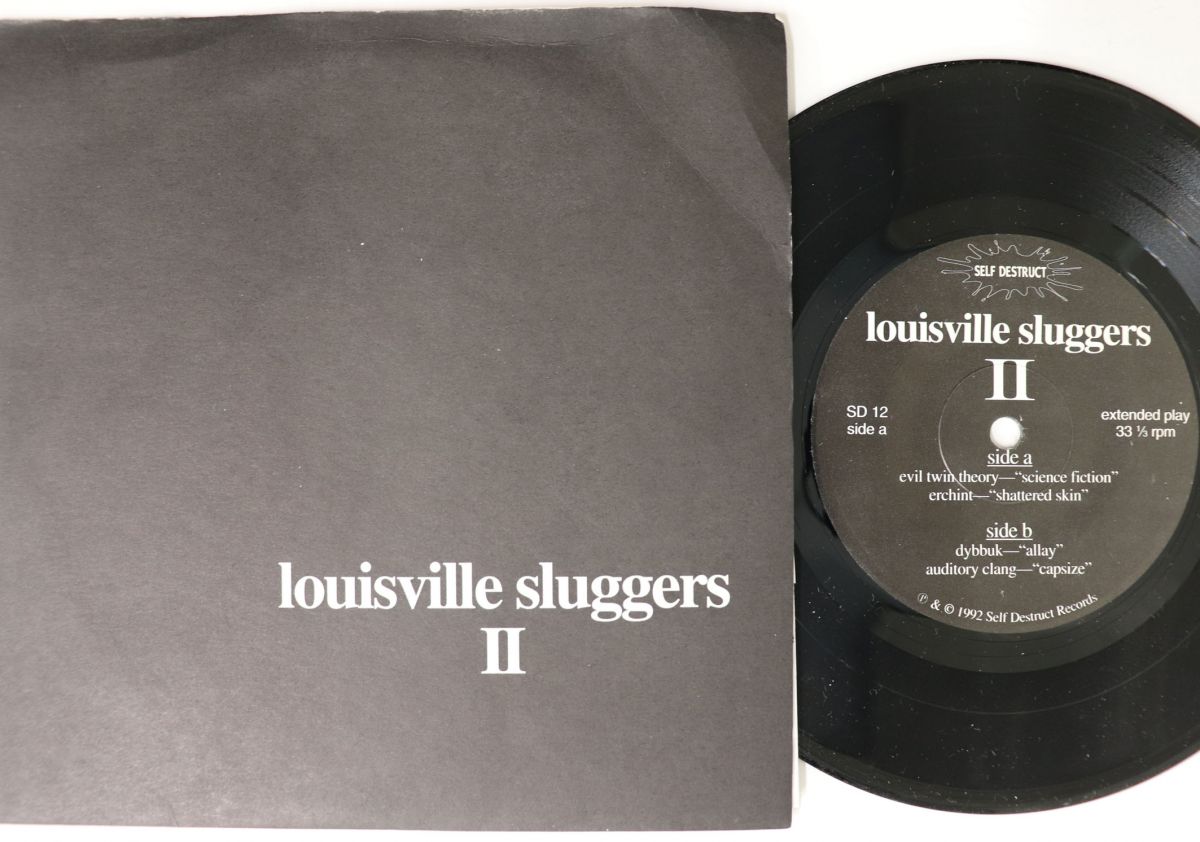 louisville sluggers
II
SELF DESTRUCT
louisville sluggers
II
SD 12
side a
extended play
33 ⅓ rpm
side a
evil twin theory—“science fiction”
erchint—“shattered skin”
side b
dybbuk—“allay”
auditory clang—“capsize”
℗ & © 1992 Self Destruct Records